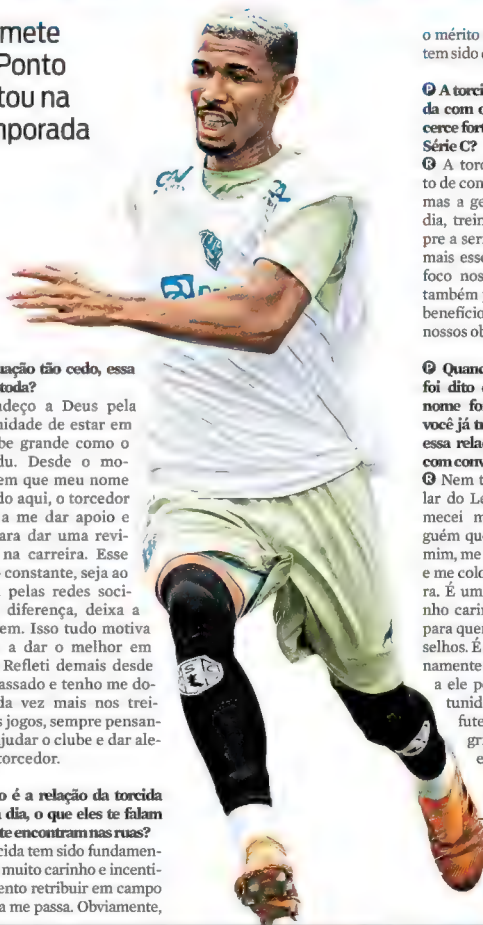 mete
Ponto
tou na
mporada
uação tão cedo, essa
toda?
adeço a Deus pela
nidade de estar em
be grande como o
du. Desde o mo-
em que meu nome
do aqui, o torcedor
a me dar apoio e
ara dar uma revi-
na carreira. Esse
constante, seja ao
pelas redes soci-
diferença, deixa a
em. Isso tudo motiva
a dar o melhor em
Refleti demais desde
assado e tenho me do-
da vez mais nos trei-
s jogos, sempre pensan-
ajudar o clube e dar ale-
torcedor.
o é a relação da torcida
dia, o que eles te falam
te encontram nas ruas?
cida tem sido fundamen-
muito carinho e incenti-
ento retribuir em campo
a me passa. Obviamente,
o mérito
tem sido
P A torci
da com o
cerce fort
Série C?
R A torc
to de con
mas a ge
dia, trein
pre a ser
mais esse
foco nos
também
benefício
nossos ob
P Quand
foi dito
nome fo
você já tr
essa rela
com conv
R Nem t
lar do Le
mecei m
guém que
mim, me
e me colo
ra. É um
nho carin
para quer
selhos. É
namente
a ele po
tunid
fute
gr
e